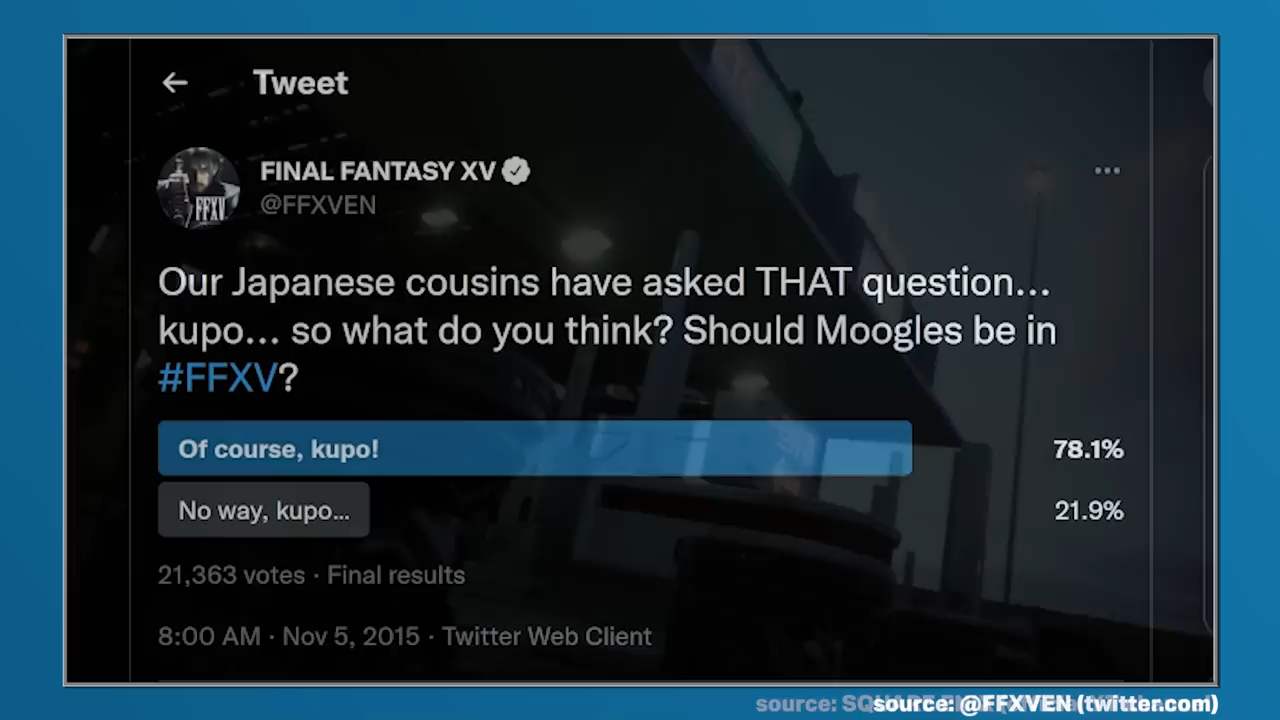 Tweet
FINAL FANTASY XV
@FFXVEN
FFXV
Our Japanese cousins have asked THAT question...
kupo... so what do you think? Should Moogles be in
#FFXV?
Of course, kupo! 78.1%
No way, kupo... 21.9%
21,363 votes · Final results
8:00 AM · Nov 5, 2015 · Twitter Web Client
source: @FFXVEN (twitter.com)